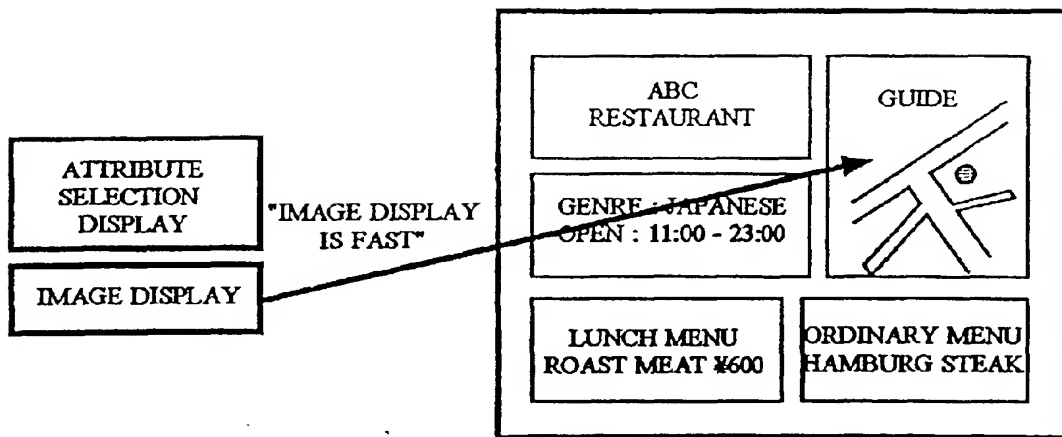 ATTRIBUTE
SELECTION
DISPLAY
IMAGE DISPLAY
"IMAGE DISPLAY
IS FAST"
ABC
RESTAURANT
GUIDE
GENRE : JAPANESE
OPEN : 11:00 - 23:00
LUNCH MENU
ROAST MEAT ¥600
ORDINARY MENU
HAMBURG STEAK